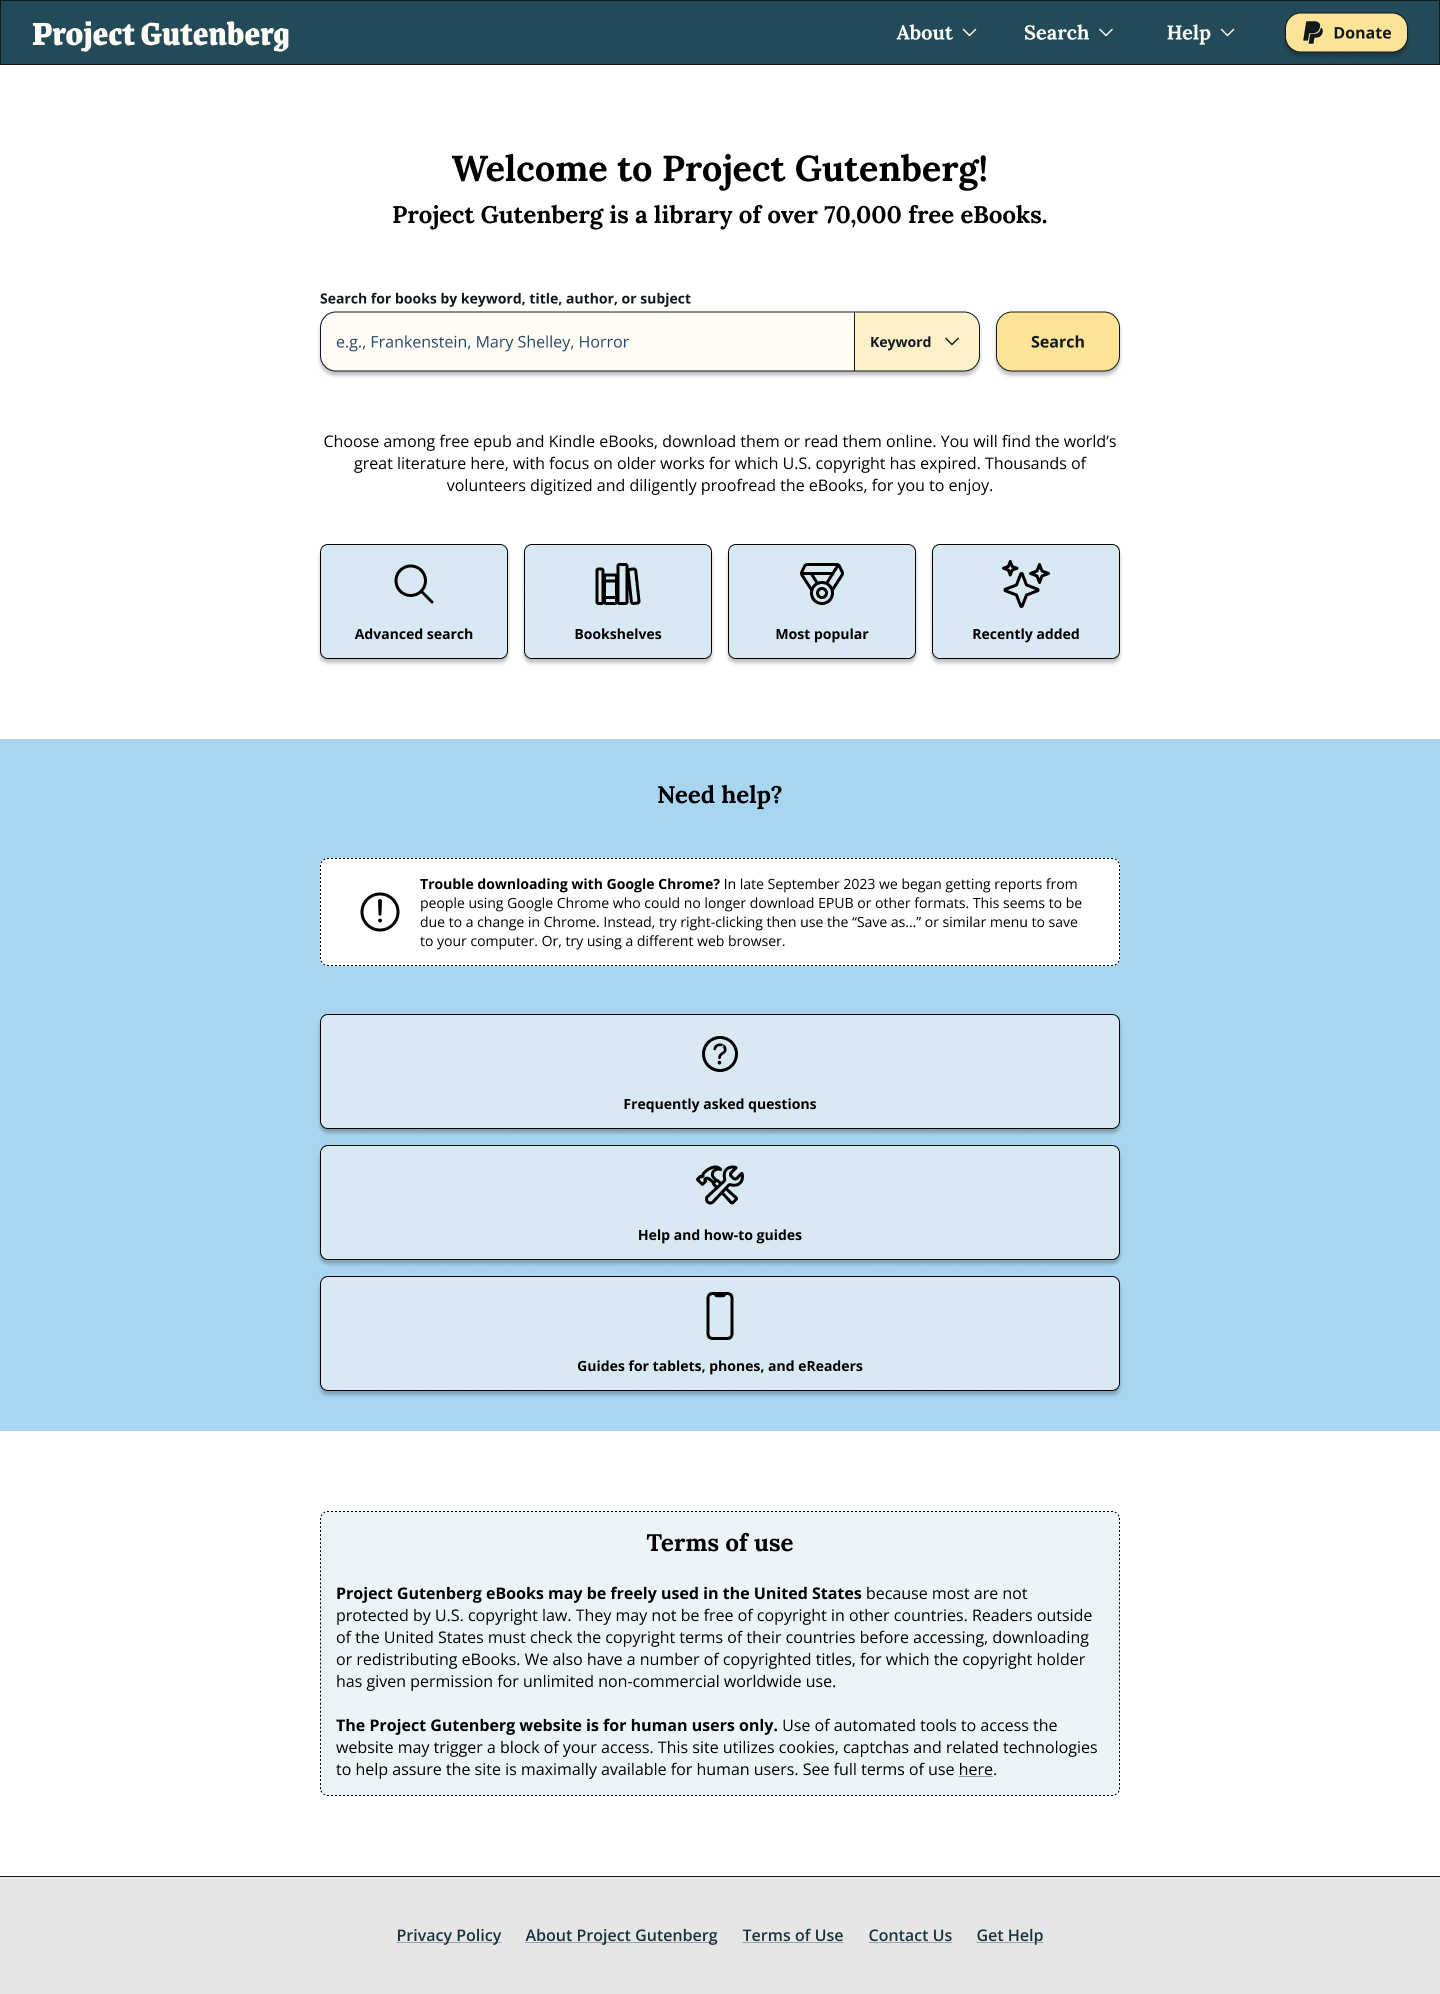 Project Gutenberg
About
Search
Help
Donate
Welcome to Project Gutenberg!
Project Gutenberg is a library of over 70,000 free eBooks.
Search for books by keyword, title, author, or subject
e.g., Frankenstein, Mary Shelley, Horror
Keyword
Search
Choose among free epub and Kindle eBooks, download them or read them online. You will find the world’s
great literature here, with focus on older works for which U.S. copyright has expired. Thousands of
volunteers digitized and diligently proofread the eBooks, for you to enjoy.
Advanced search
Bookshelves
Most popular
Recently added
Need help?
Trouble downloading with Google Chrome? In late September 2023 we began getting reports from
people using Google Chrome who could no longer download EPUB or other formats. This seems to be
due to a change in Chrome. Instead, try right-clicking then use the “Save as…” or similar menu to save
to your computer. Or, try using a different web browser.
Frequently asked questions
Help and how-to guides
Guides for tablets, phones, and eReaders
Terms of use
Project Gutenberg eBooks may be freely used in the United States because most are not
protected by U.S. copyright law. They may not be free of copyright in other countries. Readers outside
of the United States must check the copyright terms of their countries before accessing, downloading
or redistributing eBooks. We also have a number of copyrighted titles, for which the copyright holder
has given permission for unlimited non-commercial worldwide use.
The Project Gutenberg website is for human users only. Use of automated tools to access the
website may trigger a block of your access. This site utilizes cookies, captchas and related technologies
to help assure the site is maximally available for human users. See full terms of use here.
Privacy Policy
About Project Gutenberg
Terms of Use
Contact Us
Get Help